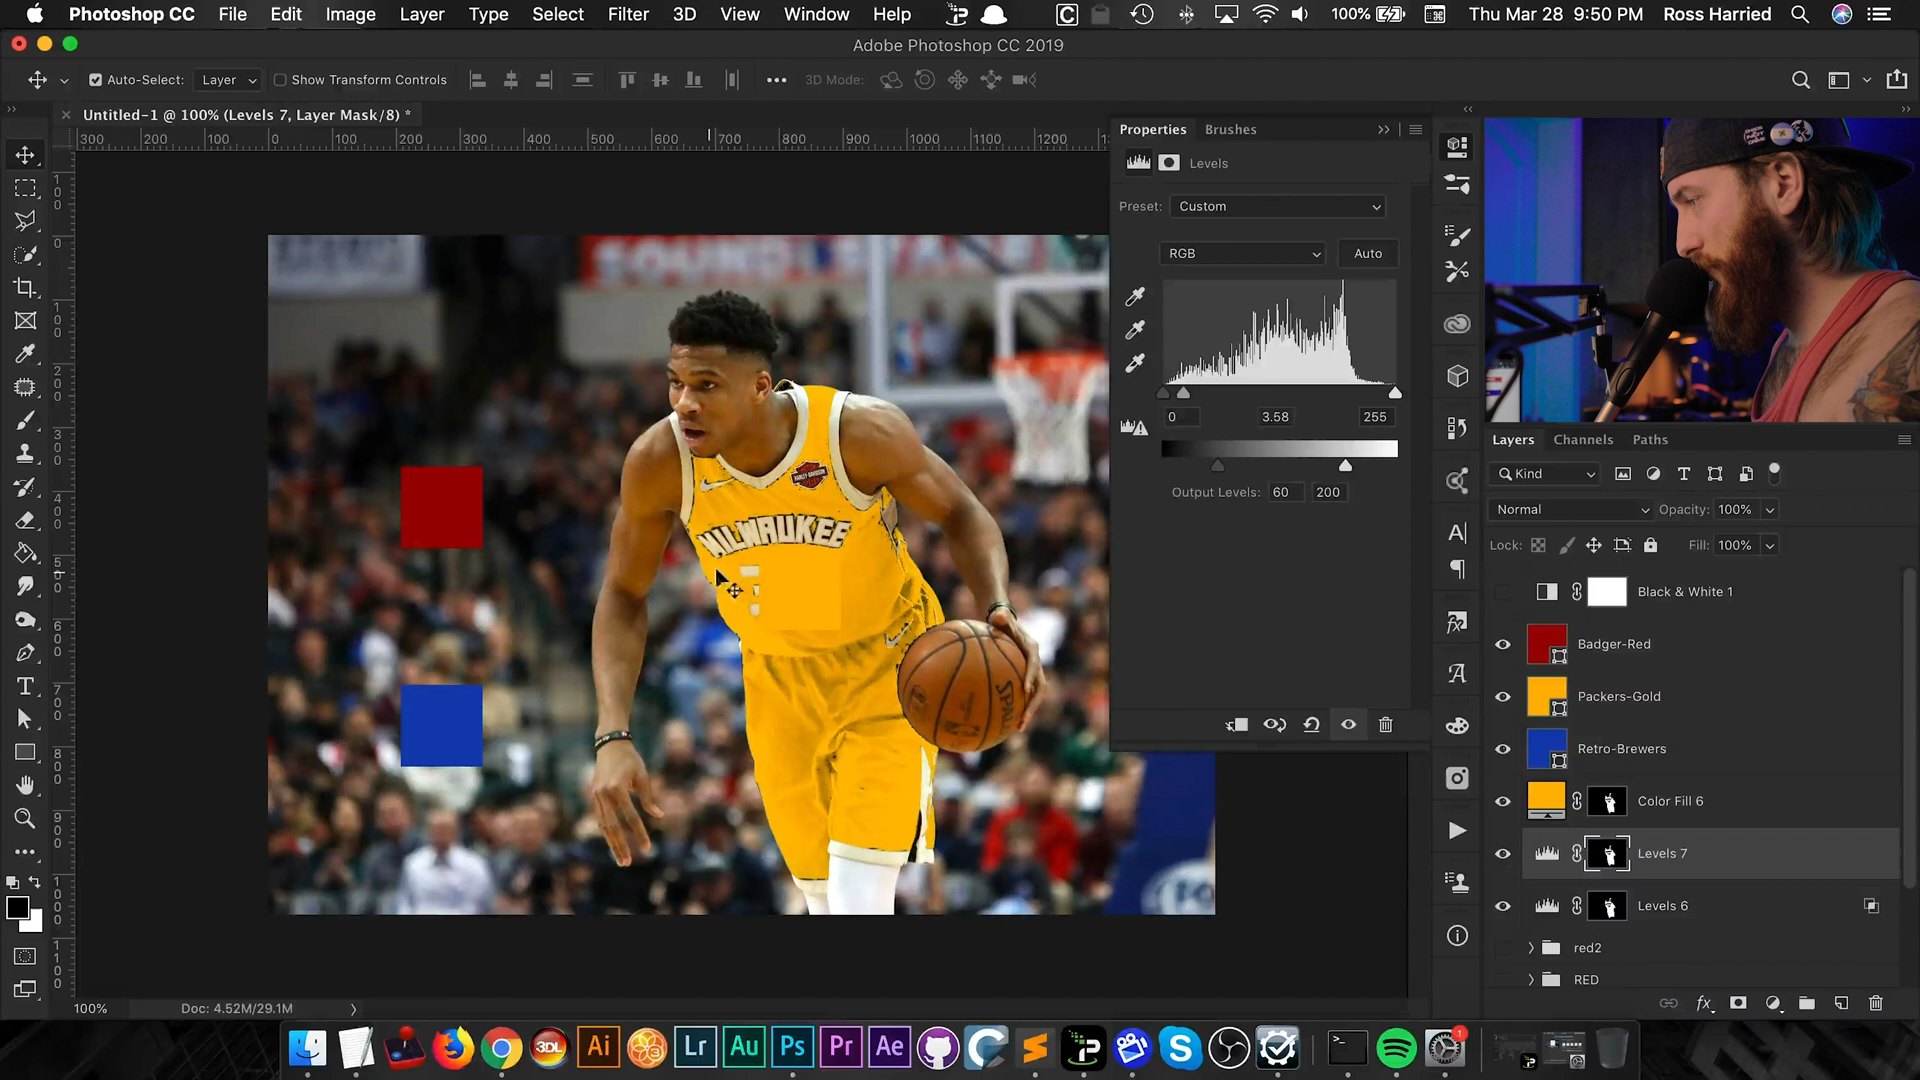 Photoshop CC File Edit Image Layer Type Select Filter 3D View Window Help 100% Thu Mar 28 9:50 PM Ross Harried
Adobe Photoshop CC 2019
Auto-Select: Layer Show Transform Controls 3D Mode:
Untitled-1 @ 100% (Levels 7, Layer Mask/8) *
300 200 100 0 100 200 300 400 500 600 700 800 900 1000 1100 1200
Properties Brushes
Levels
Preset: Custom
RGB Auto
0 3.58 255
Output Levels: 60 200
MILWAUKEE
HARLEY-DAVIDSON
SPALDING
Layers Channels Paths
Kind
Normal Opacity: 100%
Lock: Fill: 100%
Black & White 1
Badger-Red
Packers-Gold
Retro-Brewers
Color Fill 6
Levels 7
Levels 6
red2
RED
100% Doc: 4.52M/29.1M
3DL Ai Lr Au Ps Pr Ae 1